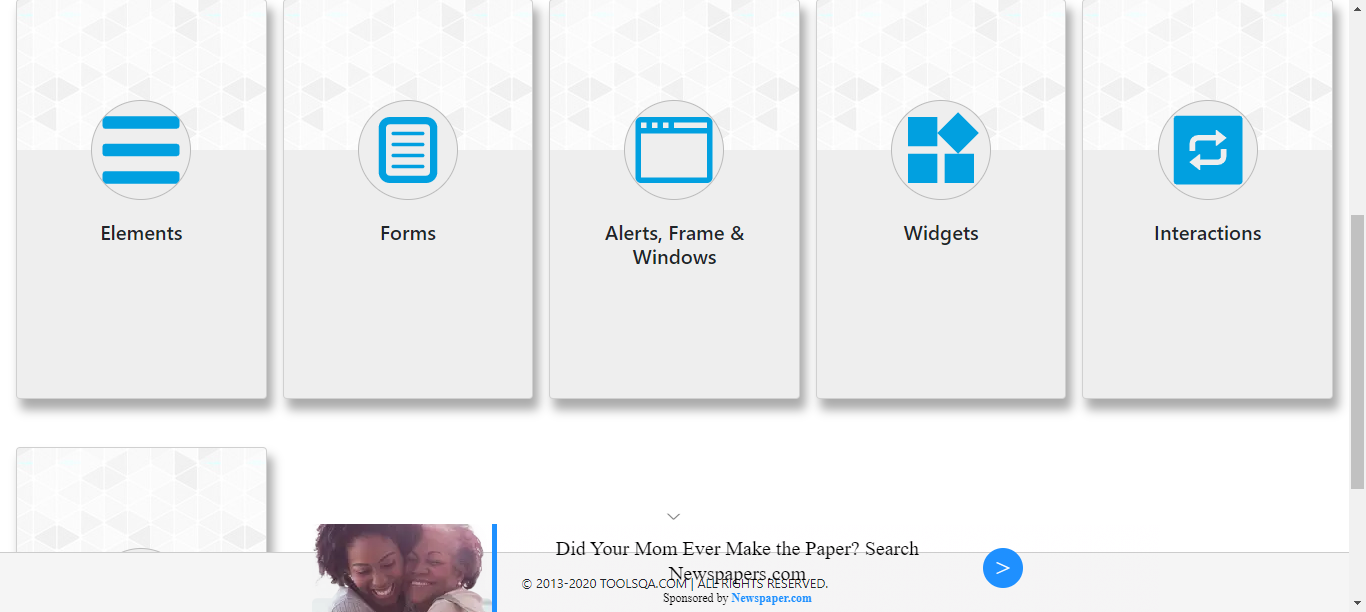 Elements
Forms
Alerts, Frame &
Windows
Widgets
Interactions
Did Your Mom Ever Make the Paper? Search
Newspapers.com
© 2013-2020 TOOLSQA.COM | ALL RIGHTS RESERVED.
Sponsored by Newspaper.com